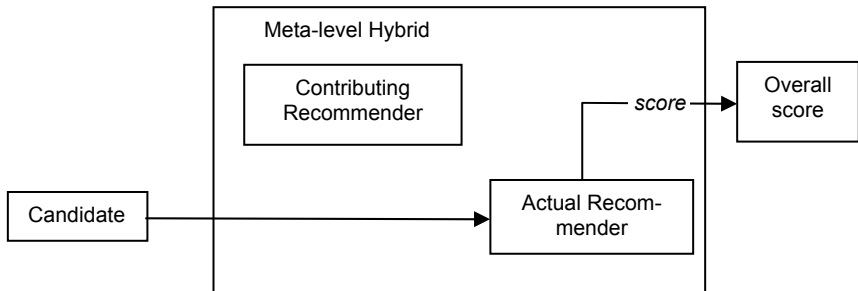 Meta-level Hybrid
Contributing
Recommender
score
Overall
score
Candidate
Actual Recom-
mender